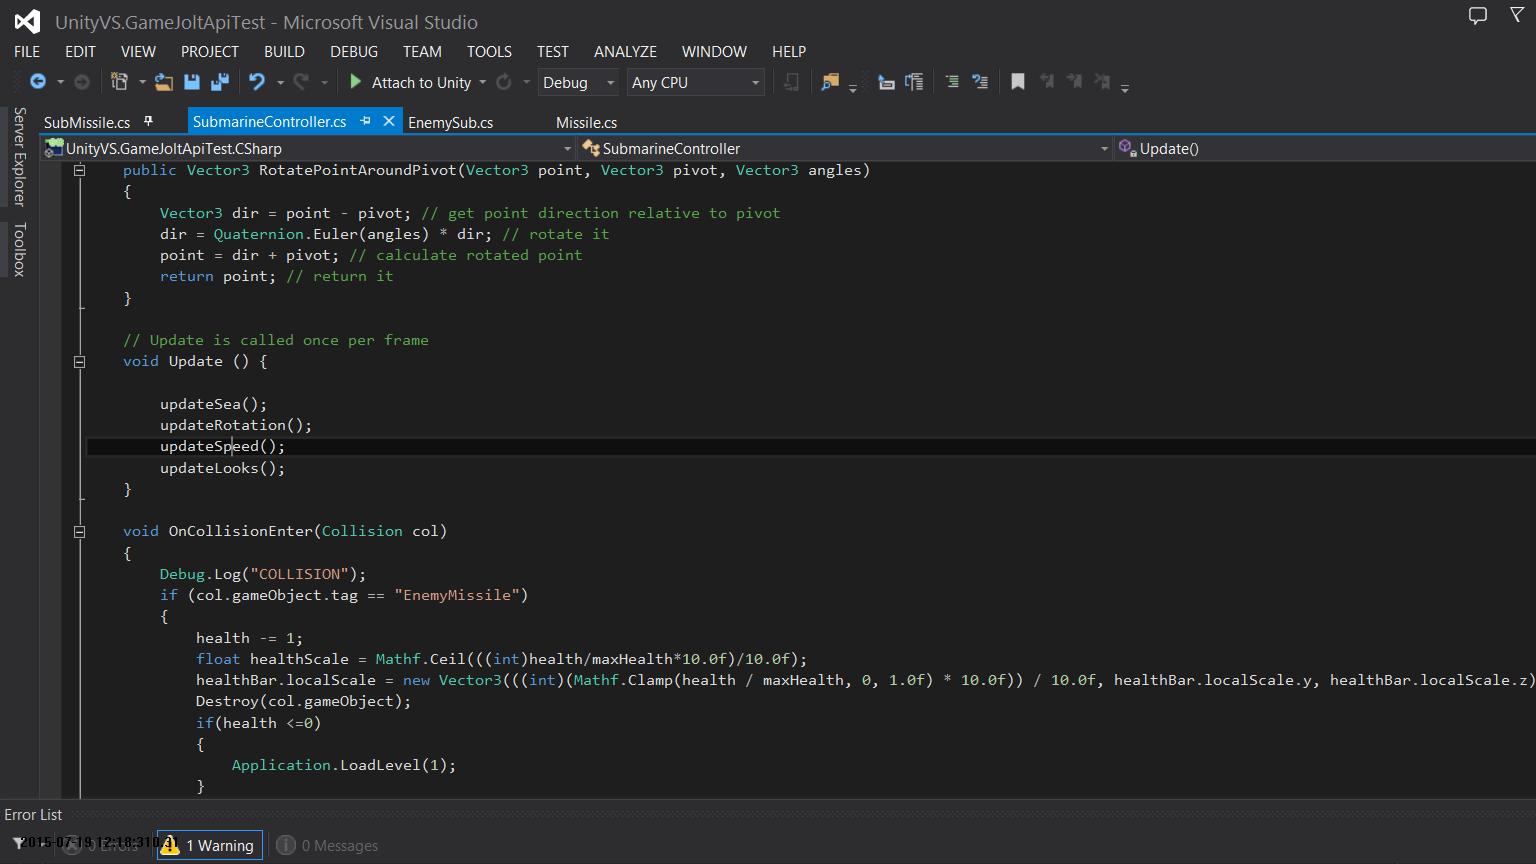 UnityVS.GameJoltApiTest - Microsoft Visual Studio
FILE EDIT VIEW PROJECT BUILD DEBUG TEAM TOOLS TEST ANALYZE WINDOW HELP
Attach to Unity Debug Any CPU
Server Explorer
Toolbox
SubMissile.cs SubmarineController.cs EnemySub.cs Missile.cs
UnityVS.GameJoltApiTest.CSharp SubmarineController Update()
public Vector3 RotatePointAroundPivot(Vector3 point, Vector3 pivot, Vector3 angles)
{
Vector3 dir = point - pivot; // get point direction relative to pivot
dir = Quaternion.Euler(angles) * dir; // rotate it
point = dir + pivot; // calculate rotated point
return point; // return it
}
// Update is called once per frame
void Update () {
updateSea();
updateRotation();
updateSpeed();
updateLooks();
}
void OnCollisionEnter(Collision col)
{
Debug.Log("COLLISION");
if (col.gameObject.tag == "EnemyMissile")
{
health -= 1;
float healthScale = Mathf.Ceil(((int)health/maxHealth*10.0f)/10.0f);
healthBar.localScale = new Vector3(((int)(Mathf.Clamp(health / maxHealth, 0, 1.0f) * 10.0f)) / 10.0f, healthBar.localScale.y, healthBar.localScale.z)
Destroy(col.gameObject);
if(health <=0)
{
Application.LoadLevel(1);
}
Error List
0 Errors 1 Warning 0 Messages